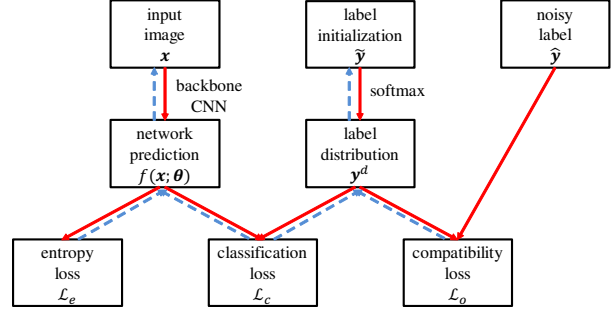 input
image
x
label
initialization
ỹ
noisy
label
ŷ
backbone
CNN
softmax
network
prediction
f(x; θ)
label
distribution
y^d
entropy
loss
ℒ_e
classification
loss
ℒ_c
compatibility
loss
ℒ_o